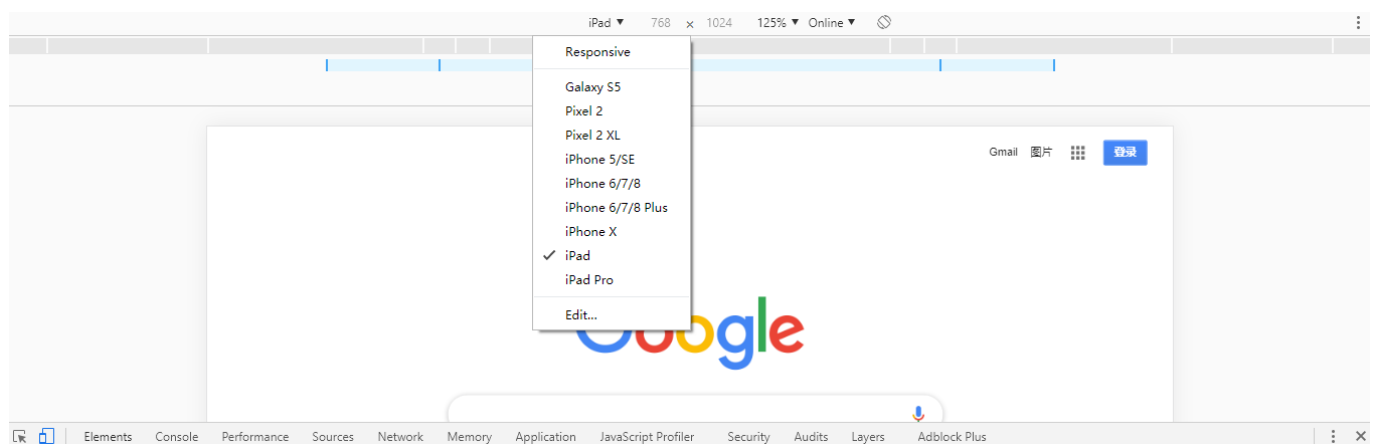 iPad ▼ 768 × 1024 125% ▼ Online ▼
Responsive
Galaxy S5
Pixel 2
Pixel 2 XL
iPhone 5/SE
iPhone 6/7/8
iPhone 6/7/8 Plus
iPhone X
✓ iPad
iPad Pro
Edit...
Gmail 图片 登录
Google
Elements Console Performance Sources Network Memory Application JavaScript Profiler Security Audits Layers Adblock Plus